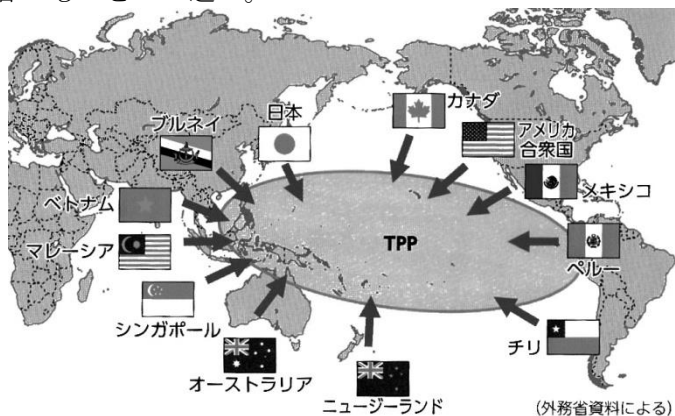 ブルネイ
日本
カナダ
アメリカ
合衆国
メキシコ
ベトナム
マレーシア
TPP
ペルー
シンガポール
チリ
オーストラリア
ニュージーランド
(外務省資料による)